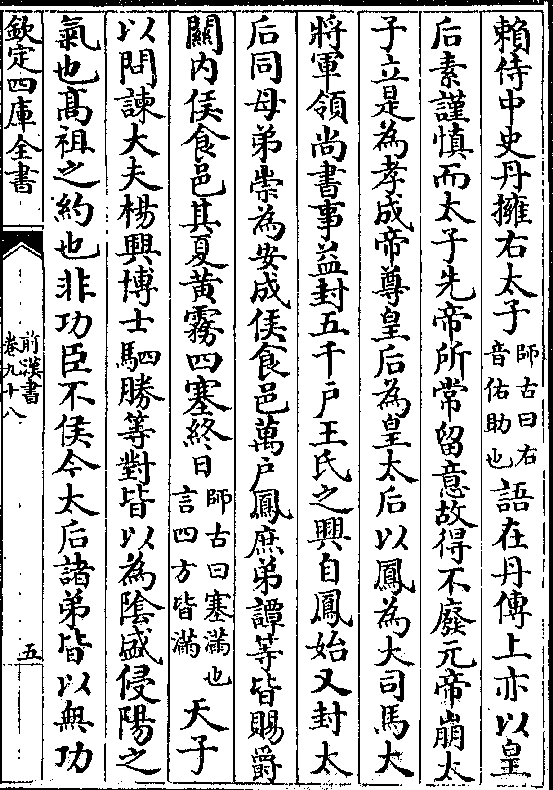 賴侍中史丹擁右太子師古曰右音佑助也語在丹傳上亦以皇
后素謹慎而太子先帝所常留意故得不廢元帝崩太
子立是為孝成帝尊皇后為皇太后以鳳為大司馬大
將軍領尚書事益封五千戶王氏之興自鳳始又封太
后同母弟崇為安成侯食邑萬戶鳳庶弟譚等皆賜爵
關內侯食邑其夏黃霧四塞終日師古曰塞滿也言四方皆滿天子
以問諫大夫楊興博士駟勝等對皆以為陰盛侵陽之
氣也髙祖之約也非功臣不侯今太后諸弟皆以無功
欽定四庫全書
前漢書
卷九十八
五